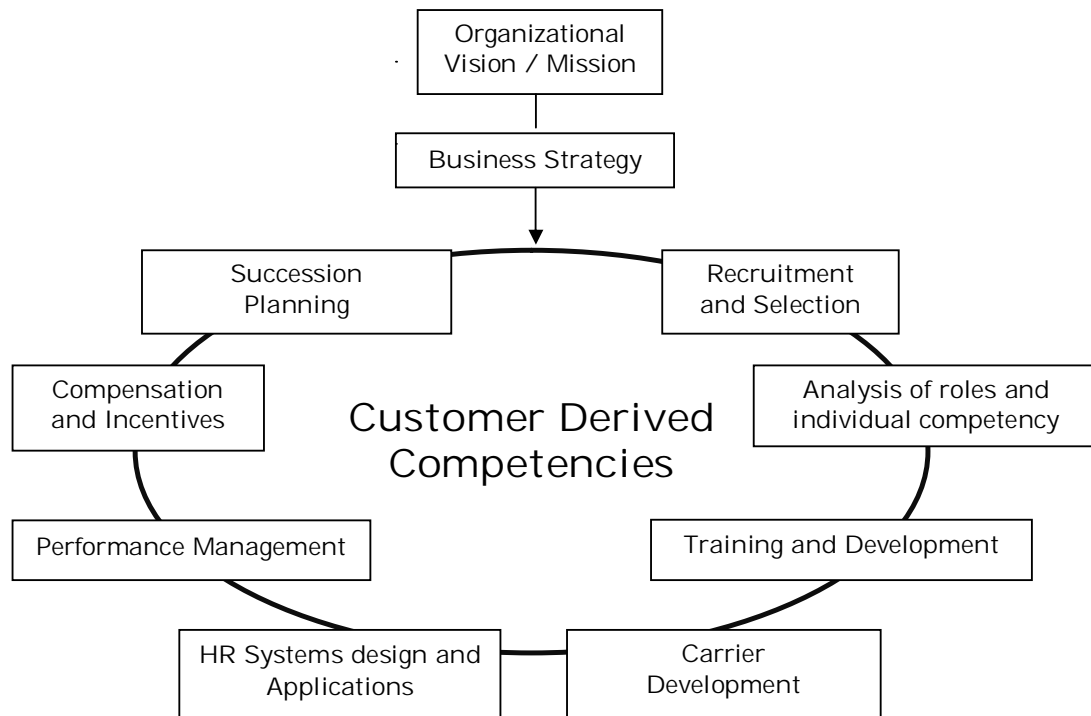 Organizational
Vision / Mission
Business Strategy
Succession
Planning
Recruitment
and Selection
Compensation
and Incentives
Analysis of roles and
individual competency
Customer Derived
Competencies
Performance Management
Training and Development
HR Systems design and
Applications
Carrier
Development